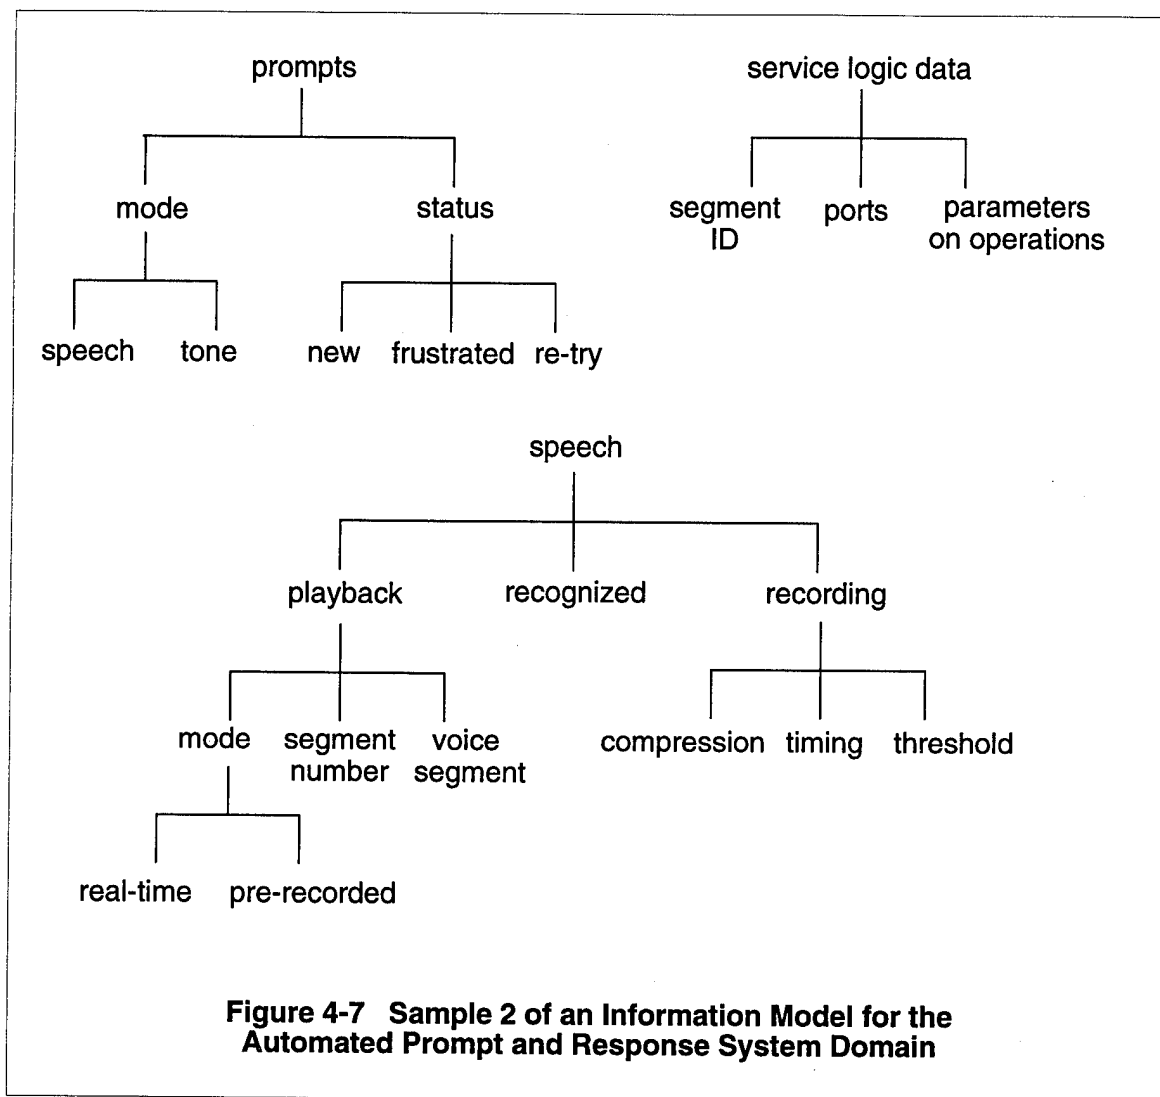 prompts
service logic data
mode
status
segment
ID
ports
parameters
on operations
speech
tone
new
frustrated
re-try
speech
playback
recognized
recording
mode
segment
number
voice
segment
compression
timing
threshold
real-time
pre-recorded
Figure 4-7 Sample 2 of an Information Model for the
Automated Prompt and Response System Domain